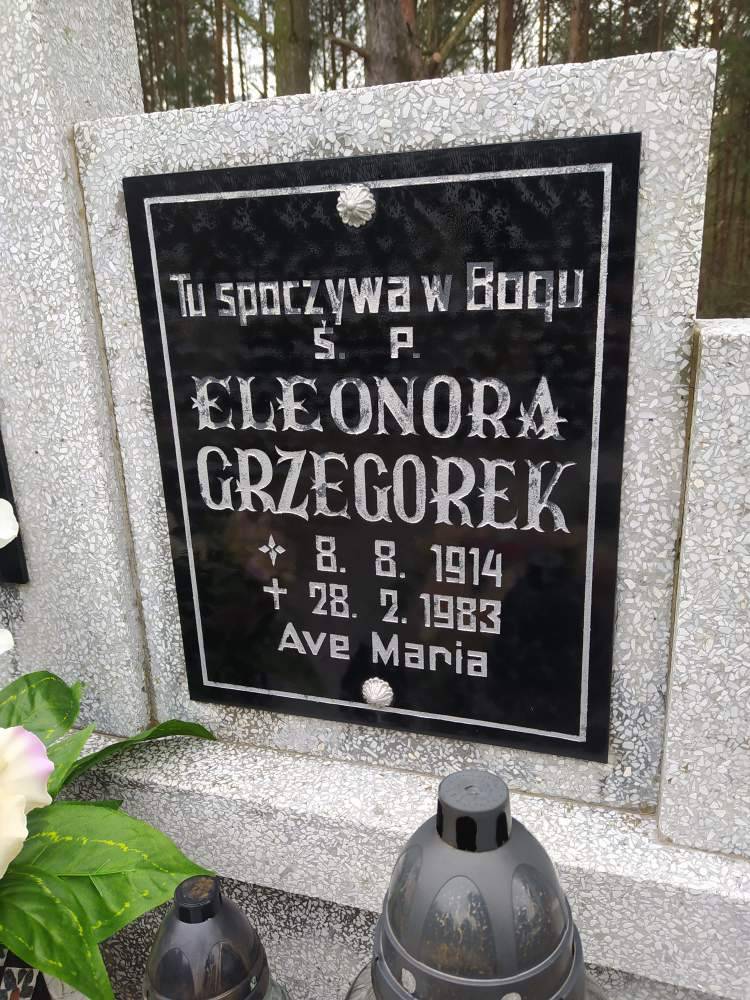 Tu spoczywa w Bogu
Ś. P.
ELEONORA
GRZEGOREK
8. 8. 1914
† 28. 2. 1983
Ave Maria